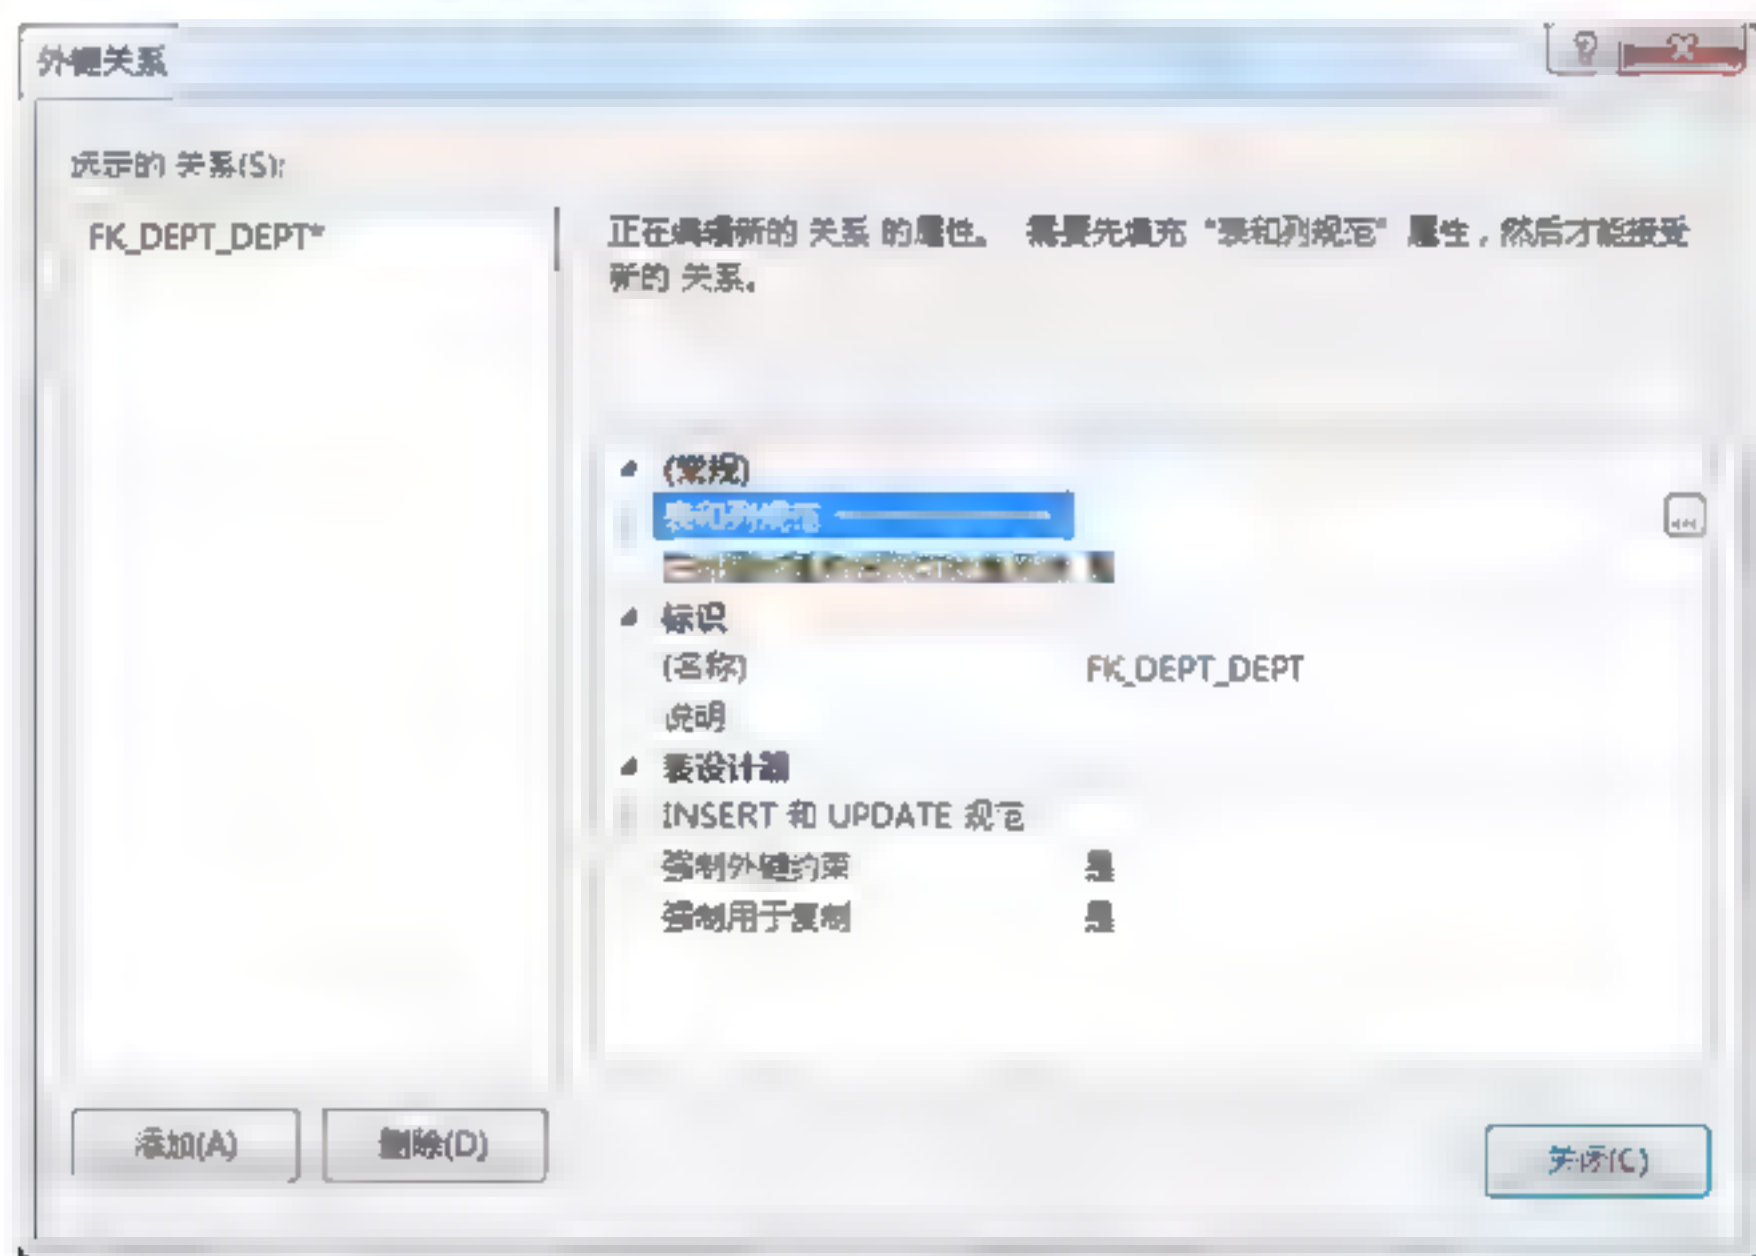 外键关系
选定的 关系(S):
FK_DEPT_DEPT*
正在编辑新的 关系 的属性。 需要先填充 "表和列规范" 属性，然后才能接受
新的 关系。
(常规)
表和列规范
标识
(名称) FK_DEPT_DEPT
说明
表设计器
INSERT 和 UPDATE 规范
强制外键约束 是
强制用于复制 是
添加(A) 删除(D)
关闭(C)